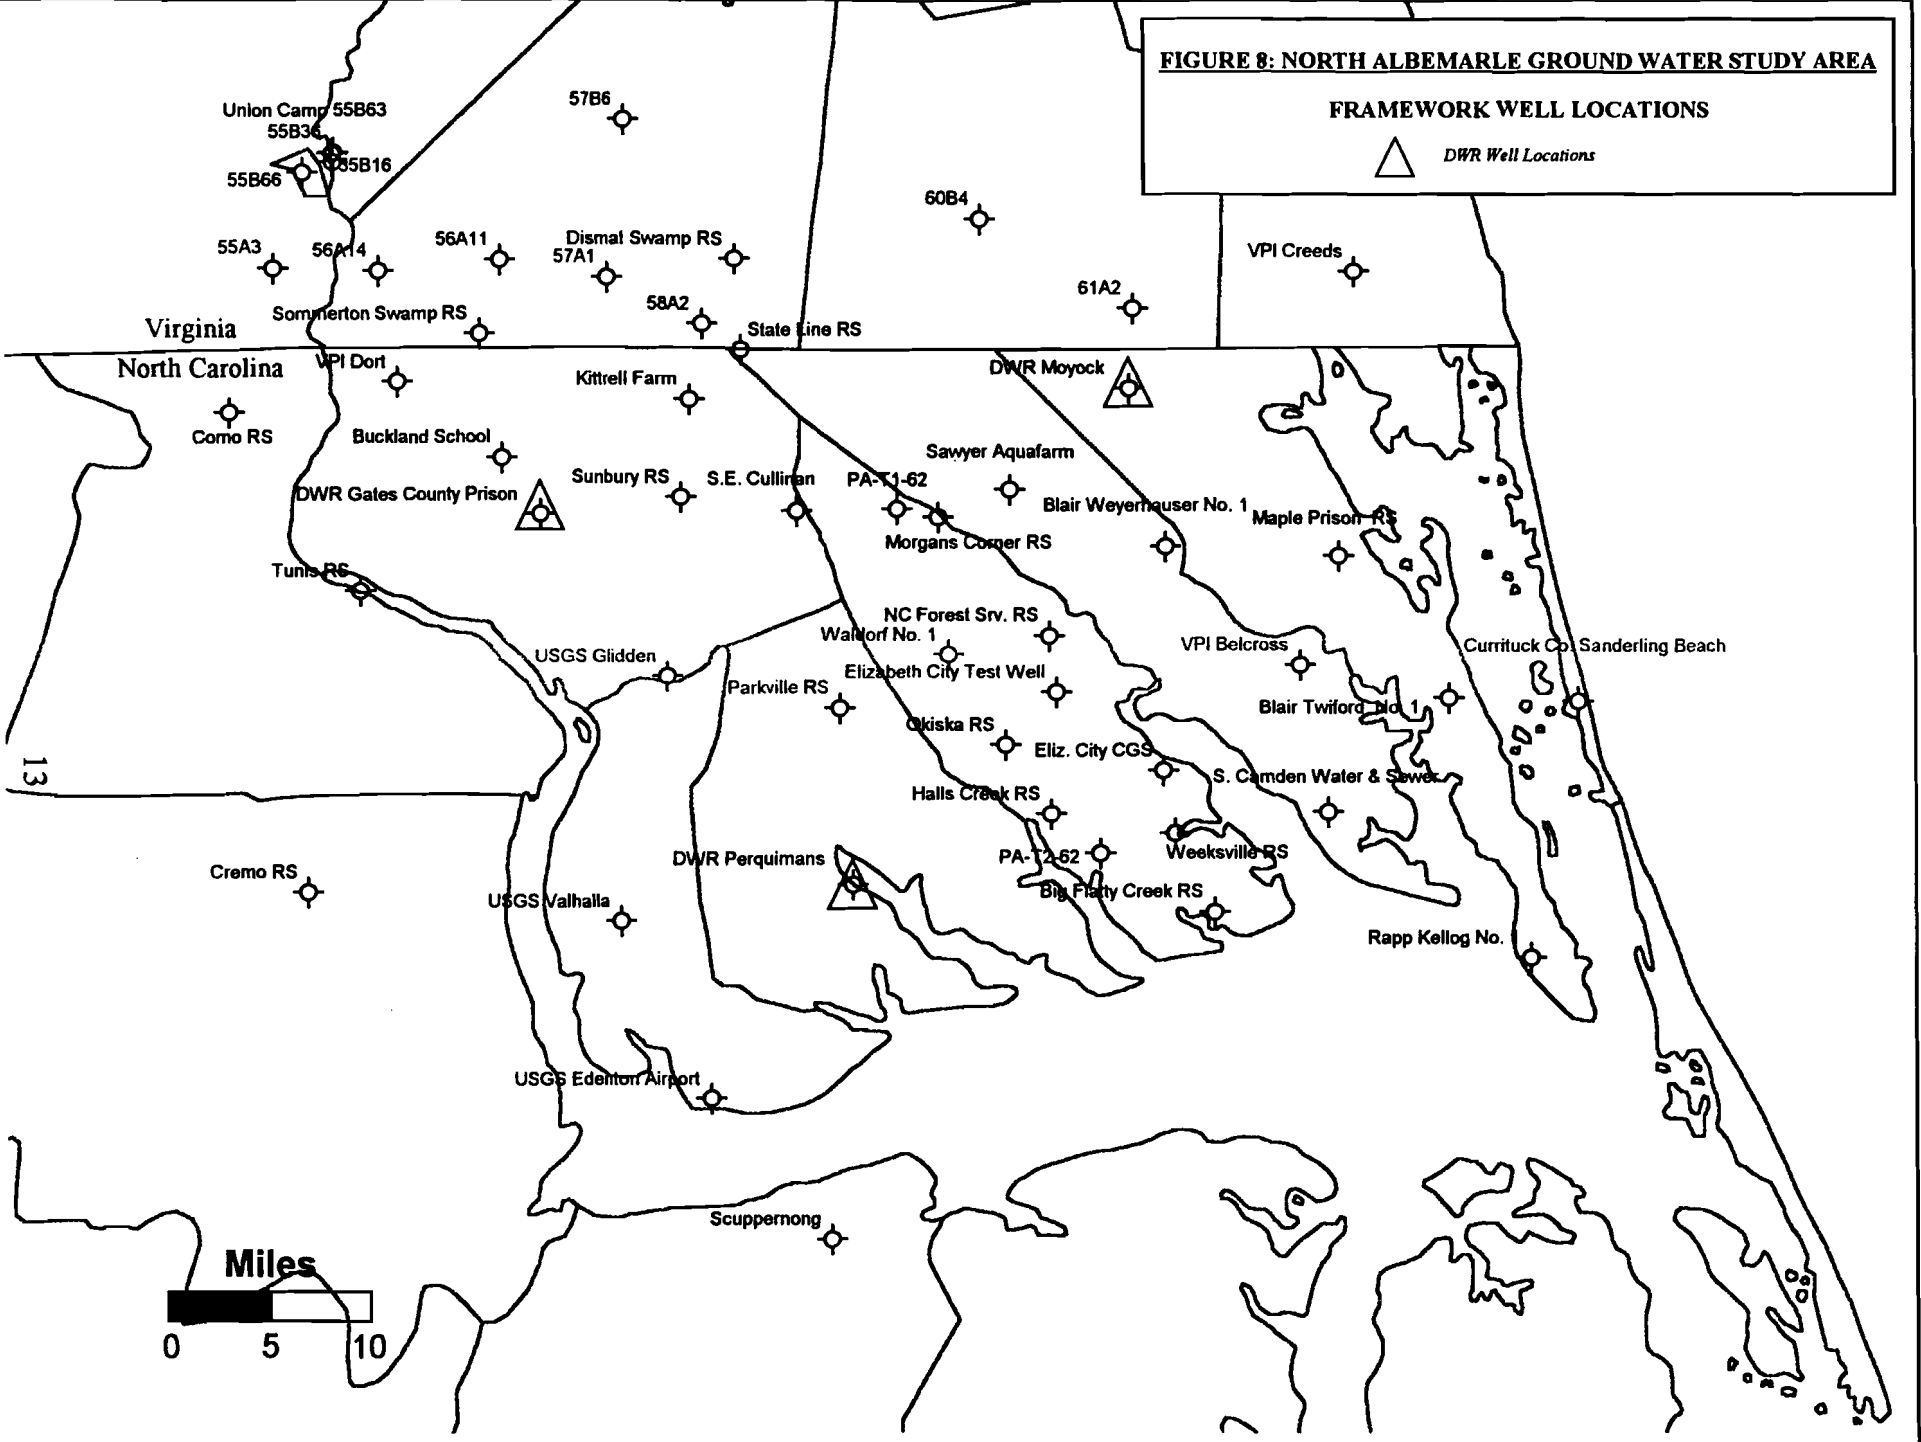 FIGURE 8: NORTH ALBEMARLE GROUND WATER STUDY AREA
FRAMEWORK WELL LOCATIONS
DWR Well Locations
Union Camp 55B63
55B36
55B16
55B66
57B6
60B4
55A3
56A14
56A11
57A1
Dismal Swamp RS
VPI Creeds
58A2
61A2
Sommerton Swamp RS
State Line RS
Virginia
North Carolina
VPI Dort
Kittrell Farm
DWR Moyock
Como RS
Buckland School
Sawyer Aquafarm
DWR Gates County Prison
Sunbury RS
S.E. Cullinan
PA-T1-62
Blair Weyerhauser No. 1
Maple Prison RS
Morgans Corner RS
Tunis RS
NC Forest Srv. RS
Waldorf No. 1
USGS Glidden
VPI Belcross
Currituck Co. Sanderling Beach
Elizabeth City Test Well
Parkville RS
Blair Twiford No. 1
Okiska RS
Eliz. City CGS
S. Camden Water & Sewer
13
Halls Creek RS
DWR Perquimans
PA-T2-62
Weeksville RS
Cremo RS
Big Flatty Creek RS
USGS Valhalla
Rapp Kellog No.
USGS Edenton Airport
Scuppernong
Miles
0 5 10